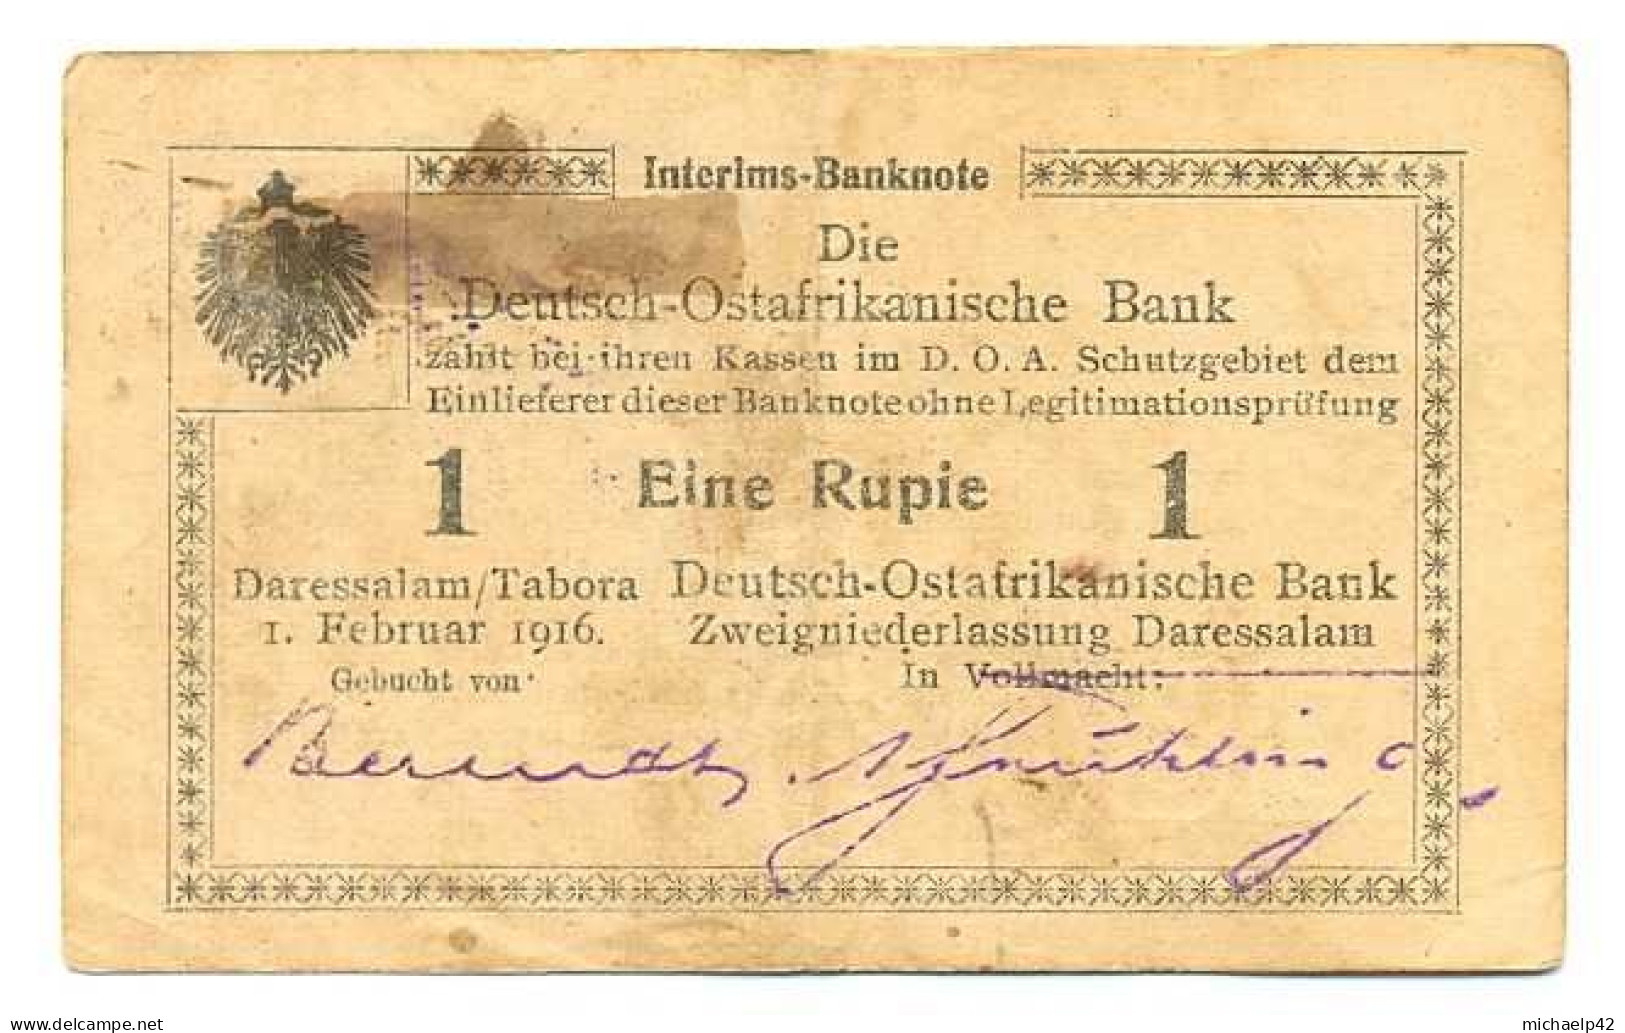 Interims-Banknote
Die
Deutsch-Ostafrikanische Bank
zahlt bei ihren Kassen im D. O. A. Schutzgebiet dem
Einlieferer dieser Banknote ohne Legitimationsprüfung
1 Eine Rupie 1
Daressalam/Tabora
1. Februar 1916.
Gebucht von:
Deutsch-Ostafrikanische Bank
Zweigniederlassung Daressalam
In Vollmacht:
www.delcampe.net
michaelp42